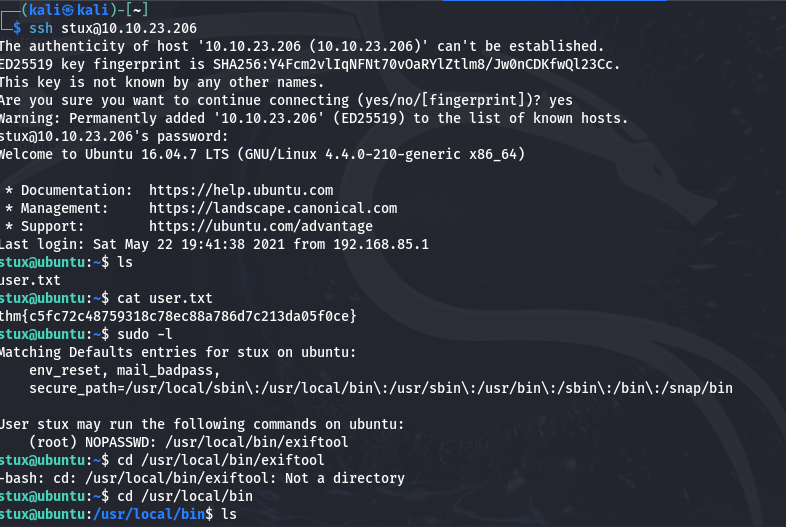 (kali㉿kali)-[~]
$ ssh stux@10.10.23.206
The authenticity of host '10.10.23.206 (10.10.23.206)' can't be established.
ED25519 key fingerprint is SHA256:Y4Fcm2vlIqNFNt70vOaRYlZtlm8/Jw0nCDKfwQl23Cc.
This key is not known by any other names.
Are you sure you want to continue connecting (yes/no/[fingerprint])? yes
Warning: Permanently added '10.10.23.206' (ED25519) to the list of known hosts.
stux@10.10.23.206's password:
Welcome to Ubuntu 16.04.7 LTS (GNU/Linux 4.4.0-210-generic x86_64)
* Documentation:  https://help.ubuntu.com
* Management:     https://landscape.canonical.com
* Support:        https://ubuntu.com/advantage
Last login: Sat May 22 19:41:38 2021 from 192.168.85.1
stux@ubuntu:~$ ls
user.txt
stux@ubuntu:~$ cat user.txt
thm{c5fc72c48759318c78ec88a786d7c213da05f0ce}
stux@ubuntu:~$ sudo -l
Matching Defaults entries for stux on ubuntu:
    env_reset, mail_badpass,
    secure_path=/usr/local/sbin\:/usr/local/bin\:/usr/sbin\:/usr/bin\:/sbin\:/bin\:/snap/bin
User stux may run the following commands on ubuntu:
    (root) NOPASSWD: /usr/local/bin/exiftool
stux@ubuntu:~$ cd /usr/local/bin/exiftool
-bash: cd: /usr/local/bin/exiftool: Not a directory
stux@ubuntu:~$ cd /usr/local/bin
stux@ubuntu:/usr/local/bin$ ls